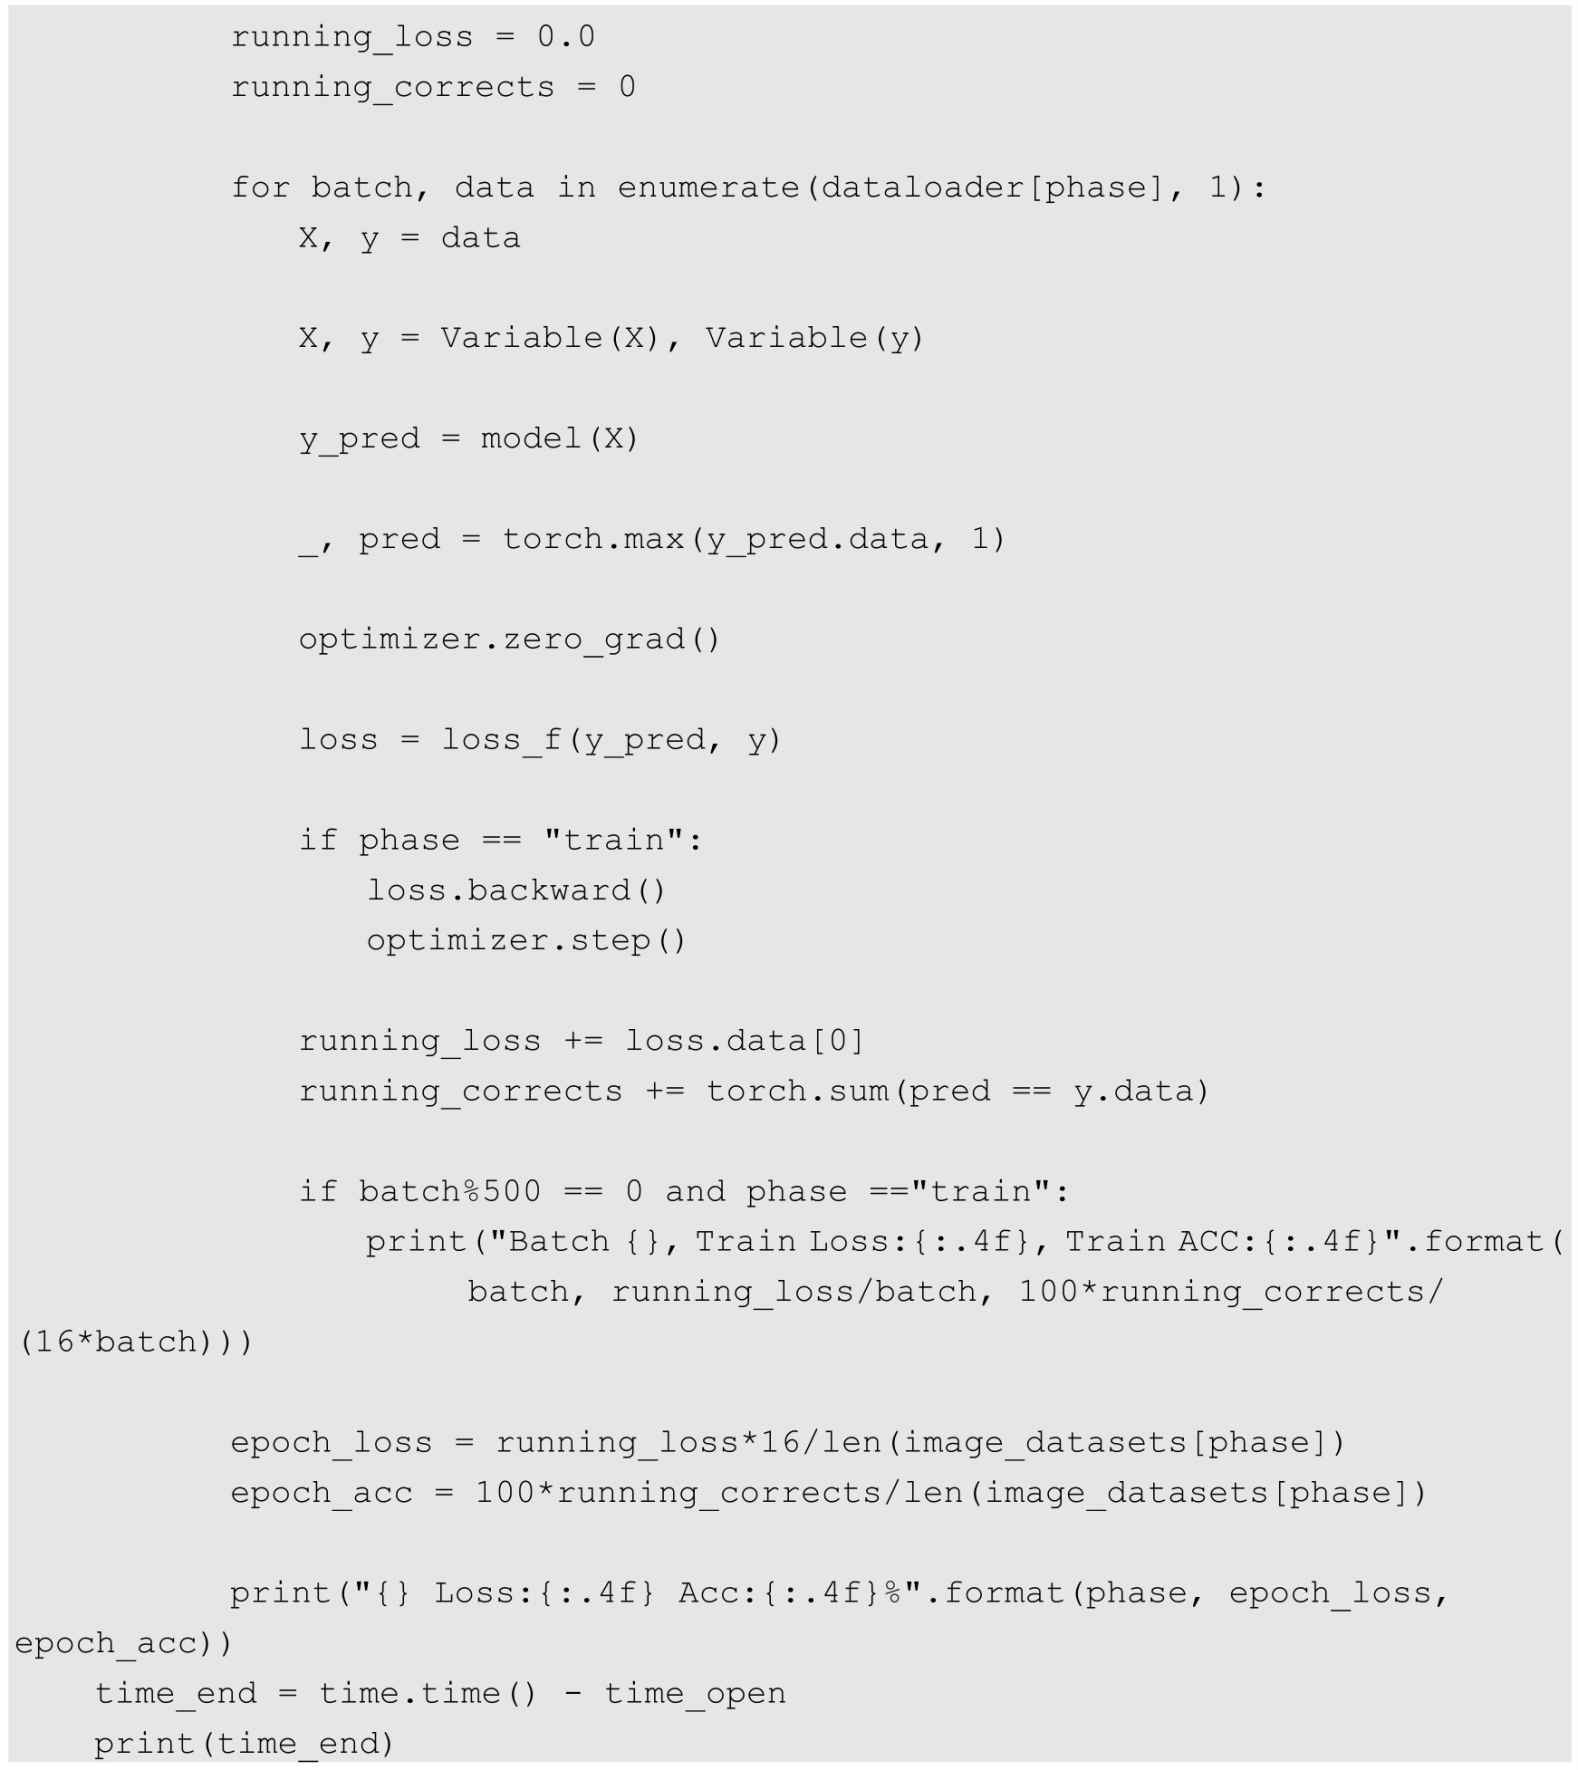 running_loss = 0.0
running_corrects = 0
for batch, data in enumerate(dataloader[phase], 1):
X, y = data
X, y = Variable(X), Variable(y)
y_pred = model(X)
_, pred = torch.max(y_pred.data, 1)
optimizer.zero_grad()
loss = loss_f(y_pred, y)
if phase == "train":
loss.backward()
optimizer.step()
running_loss += loss.data[0]
running_corrects += torch.sum(pred == y.data)
if batch%500 == 0 and phase =="train":
print("Batch {}, Train Loss:{:.4f}, Train ACC:{:.4f}".format(
batch, running_loss/batch, 100*running_corrects/
(16*batch)))
epoch_loss = running_loss*16/len(image_datasets[phase])
epoch_acc = 100*running_corrects/len(image_datasets[phase])
print("{} Loss:{:.4f} Acc:{:.4f}%".format(phase, epoch_loss,
epoch_acc))
time_end = time.time() - time_open
print(time_end)